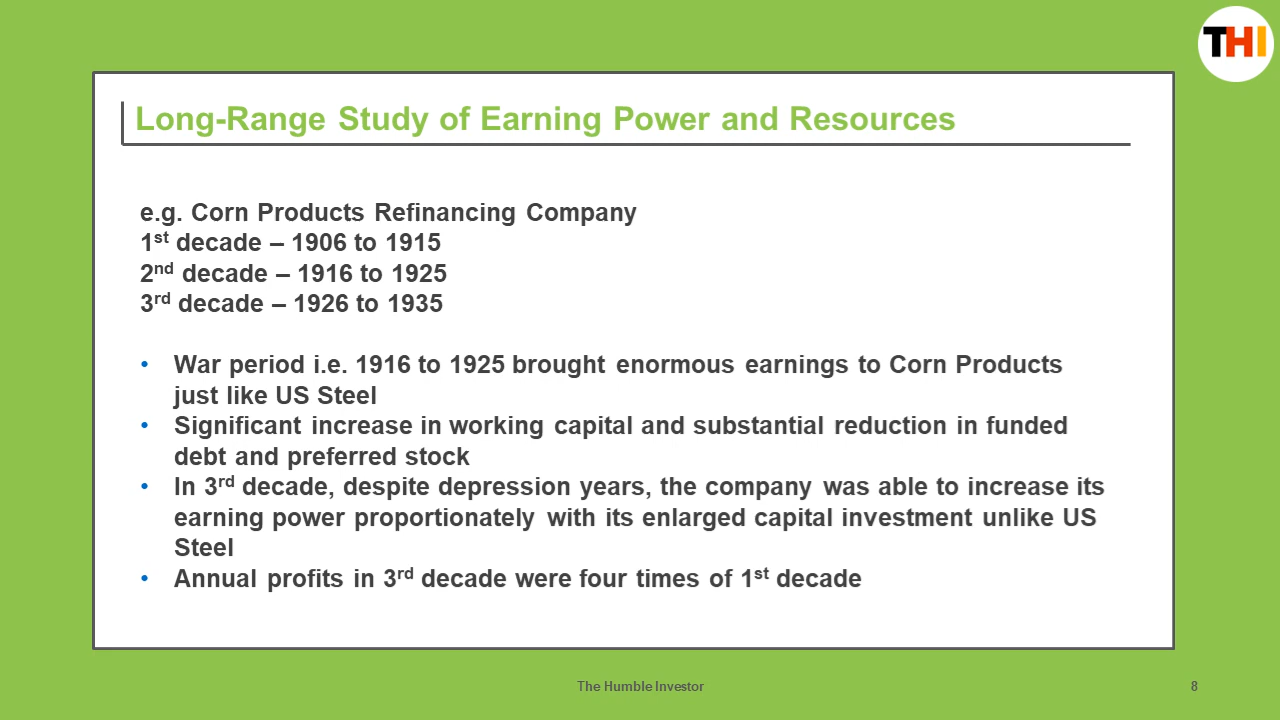 THI
Long-Range Study of Earning Power and Resources
e.g. Corn Products Refinancing Company
1st decade – 1906 to 1915
2nd decade – 1916 to 1925
3rd decade – 1926 to 1935
• War period i.e. 1916 to 1925 brought enormous earnings to Corn Products
just like US Steel
• Significant increase in working capital and substantial reduction in funded
debt and preferred stock
• In 3rd decade, despite depression years, the company was able to increase its
earning power proportionately with its enlarged capital investment unlike US
Steel
• Annual profits in 3rd decade were four times of 1st decade
The Humble Investor
8